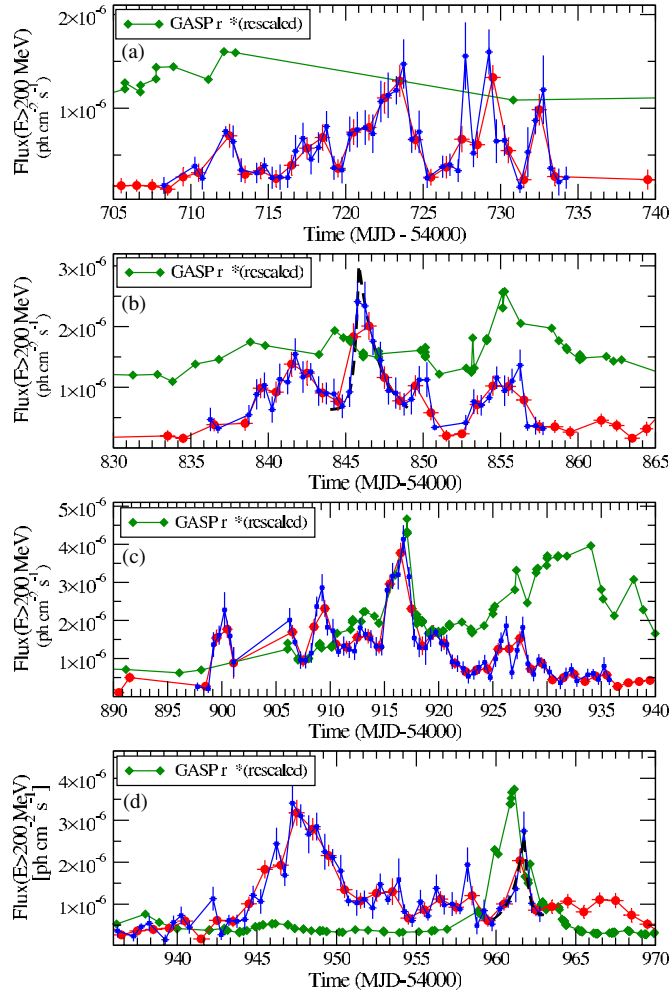 2×10⁻⁶
GASP r *(rescaled)
(a)
Flux(E>200 MeV)
(ph cm⁻² s⁻¹)
1×10⁻⁶
705 710 715 720 725 730 735 740
Time (MJD - 54000)
3×10⁻⁶
GASP r *(rescaled)
(b)
Flux(E>200 MeV)
(ph cm⁻² s⁻¹)
2×10⁻⁶
1×10⁻⁶
830 835 840 845 850 855 860 865
Time (MJD-54000)
5×10⁻⁶
GASP r *(rescaled)
(c)
4×10⁻⁶
Flux(E>200 MeV)
(ph cm⁻² s⁻¹)
3×10⁻⁶
2×10⁻⁶
1×10⁻⁶
890 895 900 905 910 915 920 925 930 935 940
Time (MJD-54000)
GASP r *(rescaled)
(d)
4×10⁻⁶
Flux(E>200 MeV)
[ph cm⁻² s⁻¹]
3×10⁻⁶
2×10⁻⁶
1×10⁻⁶
940 945 950 955 960 965 970
Time (MJD-54000)